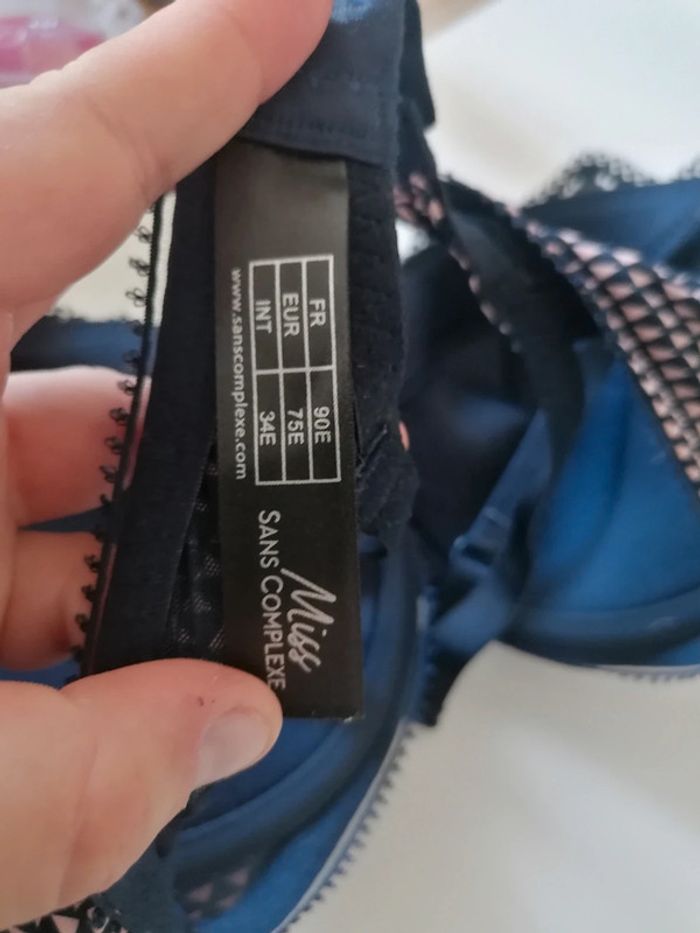 Miss
SANS COMPLEXE
FR 90E
EUR 75E
INT 34E
www.sanscomplexe.com